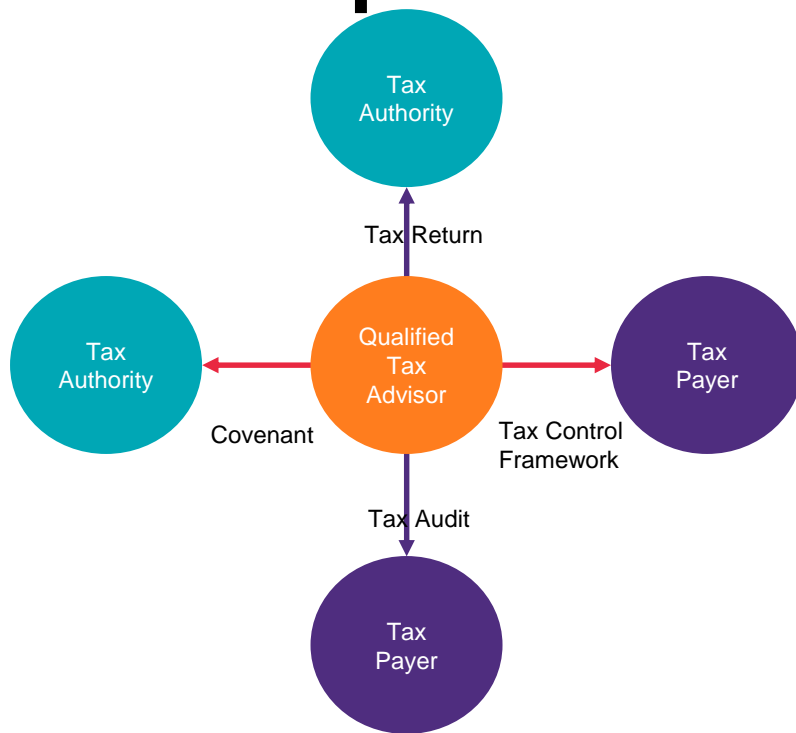 Tax
Authority
Tax Return
Tax
Authority
Qualified
Tax
Advisor
Tax
Payer
Covenant
Tax Control
Framework
Tax Audit
Tax
Payer